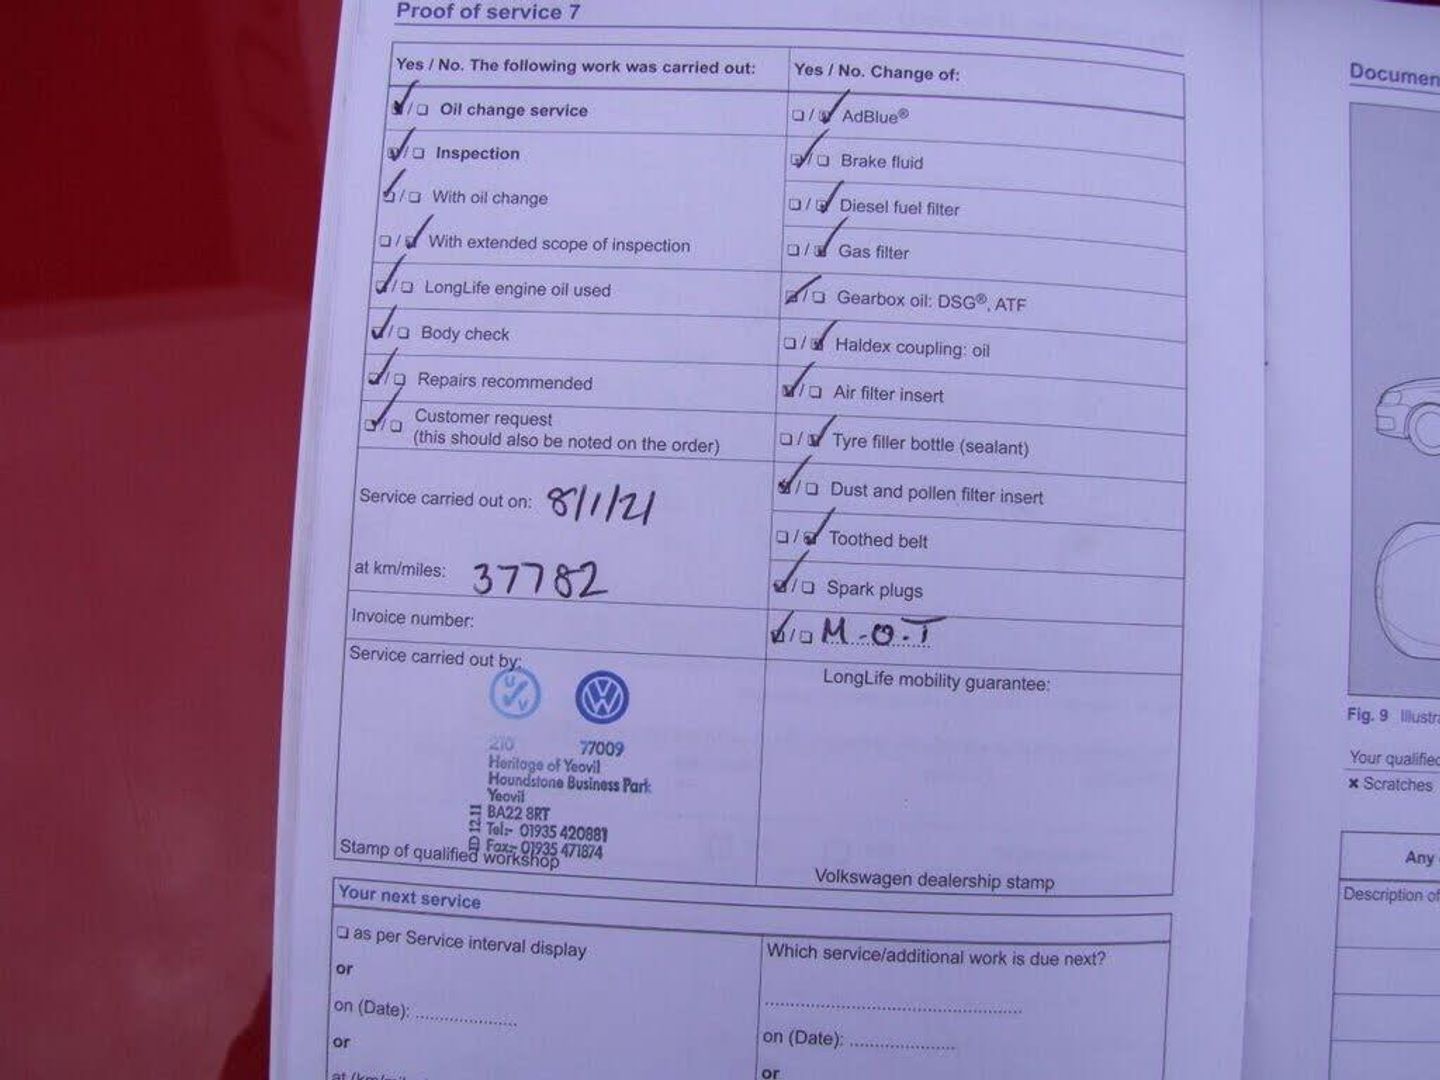 Proof of service 7
Yes / No. The following work was carried out:
Oil change service
Inspection
With oil change
With extended scope of inspection
LongLife engine oil used
Body check
Repairs recommended
Customer request
(this should also be noted on the order)
Service carried out on: 8/1/21
at km/miles: 37782
Invoice number:
Service carried out by:
UVV
VW
210 77009
Heritage of Yeovil
Houndstone Business Park
Yeovil
BA22 8RT
Tel:- 01935 420881
Fax:- 01935 471874
Stamp of qualified workshop
Yes / No. Change of:
AdBlue®
Brake fluid
Diesel fuel filter
Gas filter
Gearbox oil: DSG®, ATF
Haldex coupling: oil
Air filter insert
Tyre filler bottle (sealant)
Dust and pollen filter insert
Toothed belt
Spark plugs
M.O.T
LongLife mobility guarantee:
Volkswagen dealership stamp
Your next service
as per Service interval display
or
on (Date): ....................
or
Which service/additional work is due next?
on (Date): ....................
or
Documen
Fig. 9 Illustr
Your qualified
x Scratches
Any
Description of